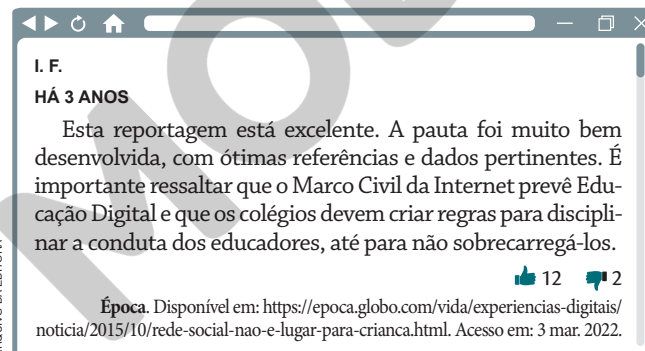 I. F.
HÁ 3 ANOS
Esta reportagem está excelente. A pauta foi muito bem
desenvolvida, com ótimas referências e dados pertinentes. É
importante ressaltar que o Marco Civil da Internet prevê Edu-
cação Digital e que os colégios devem criar regras para discipli-
nar a conduta dos educadores, até para não sobrecarregá-los.
12 2
Época. Disponível em: https://epoca.globo.com/vida/experiencias-digitais/
noticia/2015/10/rede-social-nao-e-lugar-para-crianca.html. Acesso em: 3 mar. 2022.